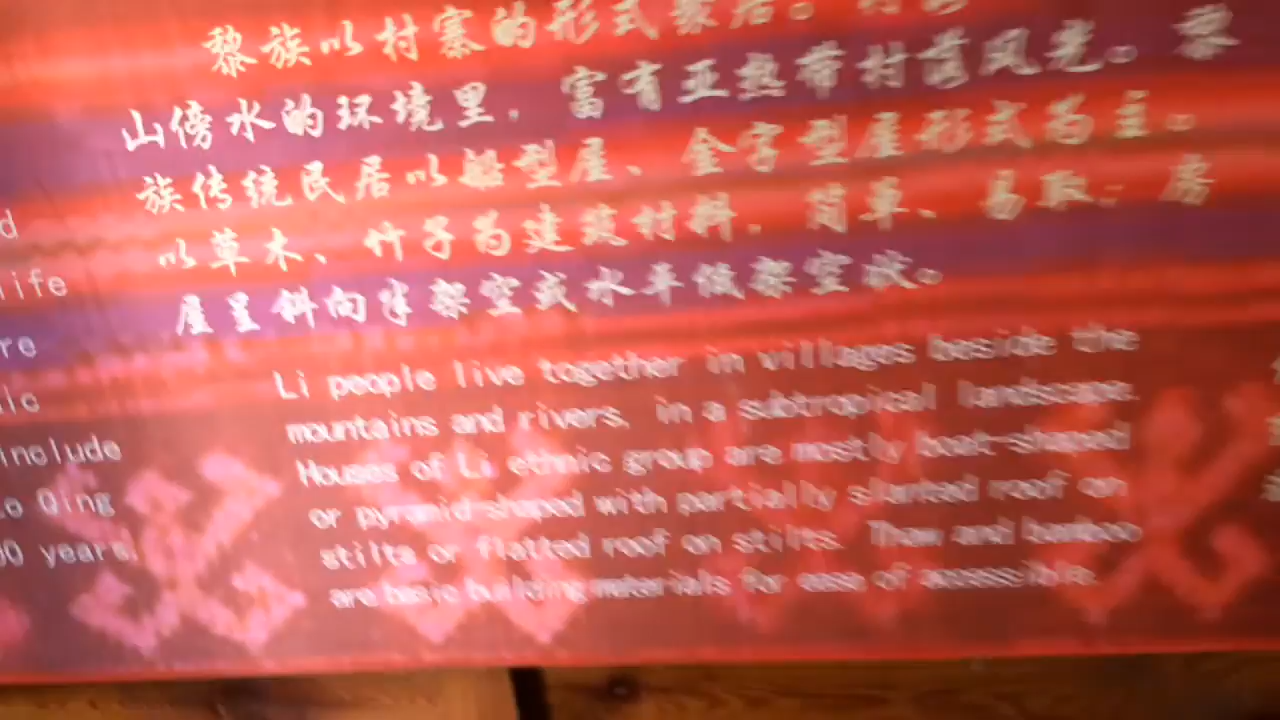 黎族以村寨的形式聚居。
山傍水的环境里，富有亚热带村落风光。黎
族传统民居以船型屋、金字型屋形式为主。
以草木、竹子为建筑材料，简单、易取；房
屋呈斜向半架空或水平低架空状。
Li people live together in villages beside the
mountains and rivers, in a subtropical landscape.
Houses of Li ethnic group are mostly boat-shaped
or pyramid-shaped with partially slanted roof on
stilts or flatted roof on stilts. Thaw and bamboo
are basic building materials for ease of
d
life
re
ic
include
Qing
00 years.